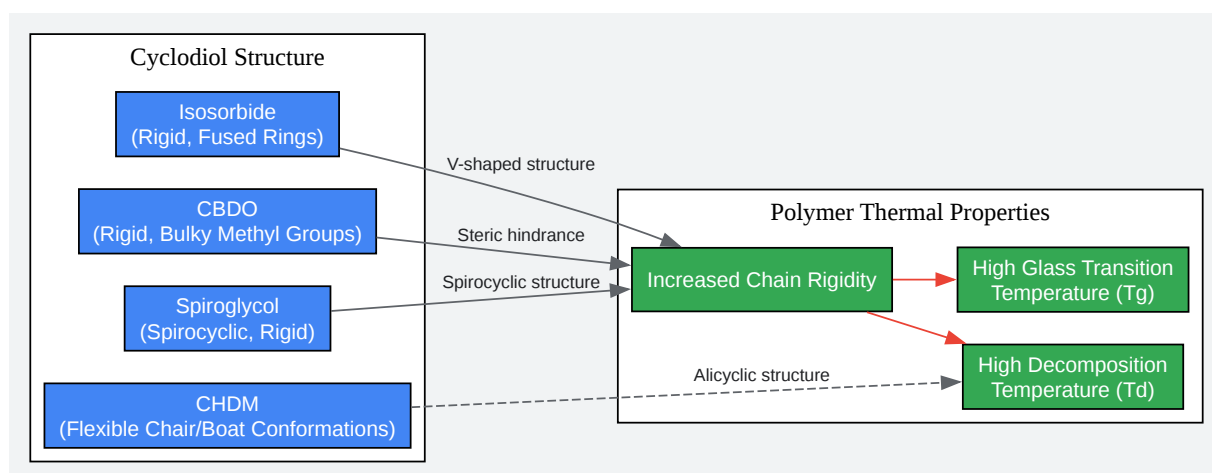 Cyclodiol Structure
Isosorbide
(Rigid, Fused Rings)
V-shaped structure
CBDO
(Rigid, Bulky Methyl Groups)
Steric hindrance
Spiroglycol
(Spirocyclic, Rigid)
Spirocyclic structure
CHDM
(Flexible Chair/Boat Conformations)
Alicyclic structure
Polymer Thermal Properties
Increased Chain Rigidity
High Glass Transition
Temperature (Tg)
High Decomposition
Temperature (Td)